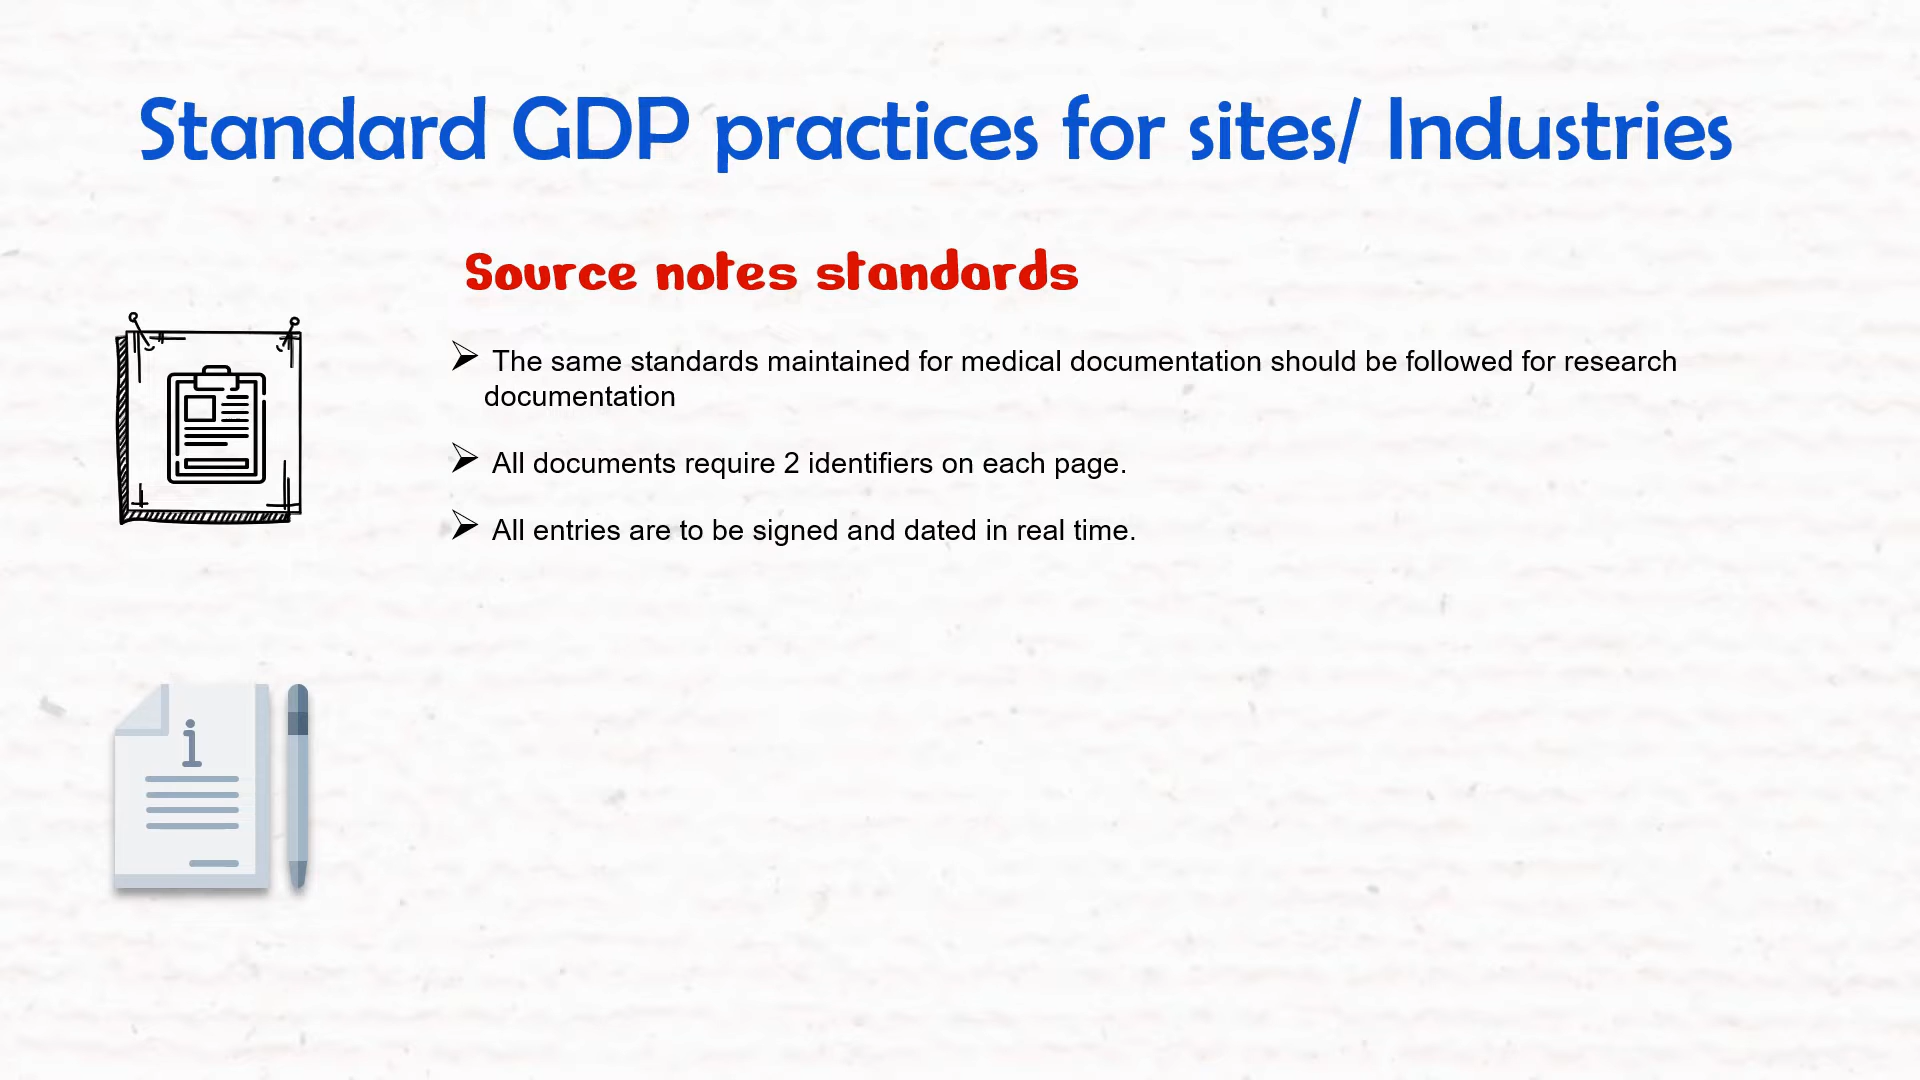 Standard GDP practices for sites/ Industries
Source notes standards
➢ The same standards maintained for medical documentation should be followed for research
documentation
➢ All documents require 2 identifiers on each page.
➢ All entries are to be signed and dated in real time.
i